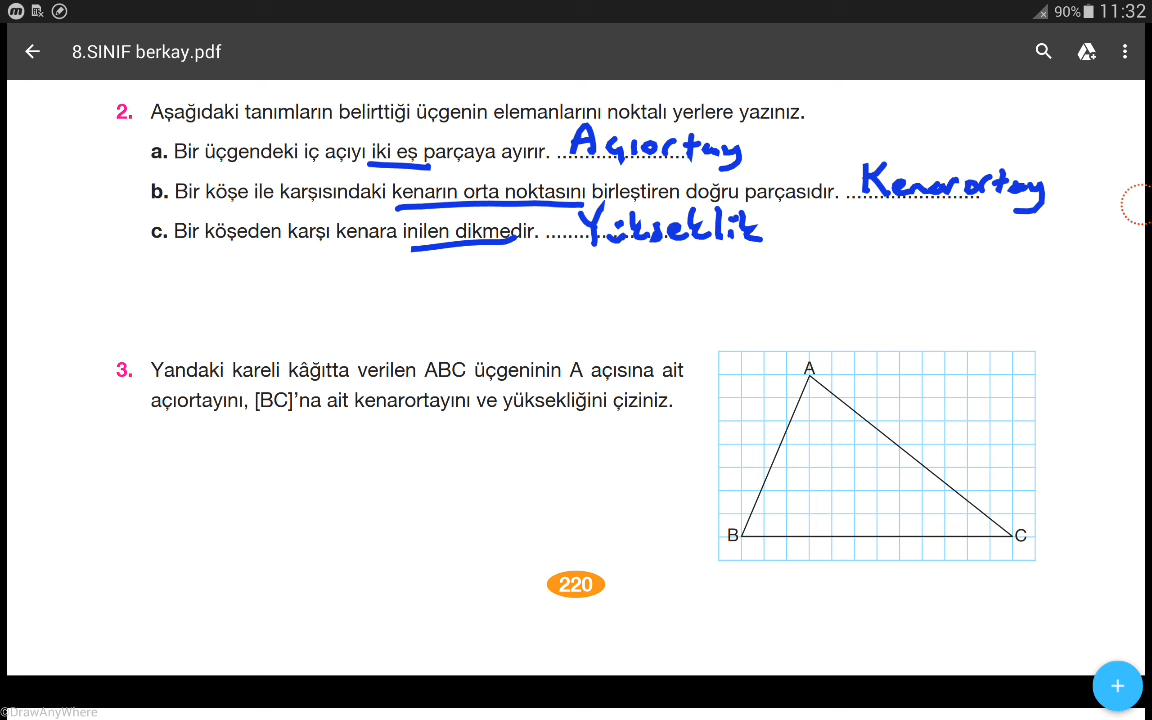 90% 11:32
8.SINIF berkay.pdf
2. Aşağıdaki tanımların belirttiği üçgenin elemanlarını noktalı yerlere yazınız.
a. Bir üçgendeki iç açıyı iki eş parçaya ayırır. .................... Açıortay
b. Bir köşe ile karşısındaki kenarın orta noktasını birleştiren doğru parçasıdır. .................... Kenarortay
c. Bir köşeden karşı kenara inilen dikmedir. .................... Yükseklik
3. Yandaki kareli kâğıtta verilen ABC üçgeninin A açısına ait
açıortayını, [BC]'na ait kenarortayını ve yüksekliğini çiziniz.
A
B
C
220
+
©DrawAnyWhere